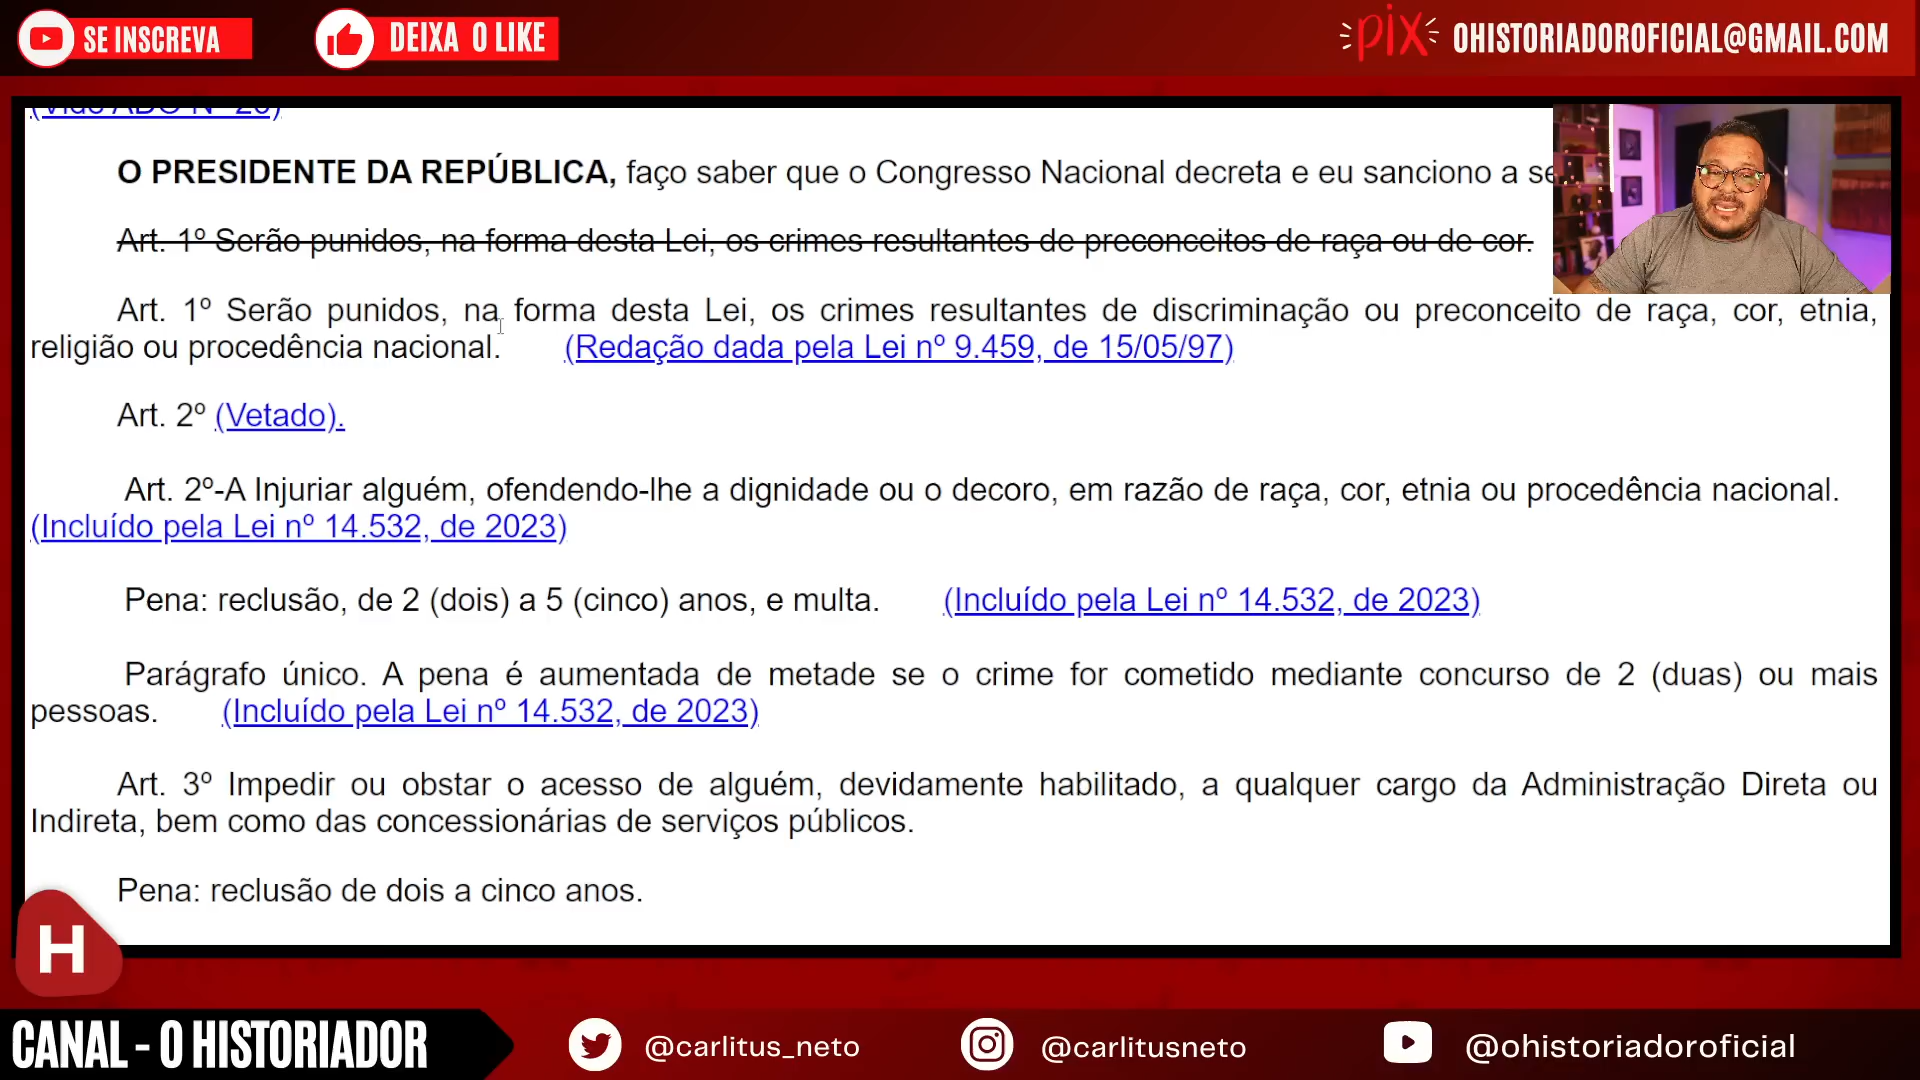 SE INSCREVA
DEIXA O LIKE
PIX
OHISTORIADOROFICIAL@GMAIL.COM
O PRESIDENTE DA REPÚBLICA, faço saber que o Congresso Nacional decreta e eu sanciono a
Art. 1º Serão punidos, na forma desta Lei, os crimes resultantes de preconceitos de raça ou de cor.
Art. 1º Serão punidos, na forma desta Lei, os crimes resultantes de discriminação ou preconceito de raça, cor, etnia,
religião ou procedência nacional. (Redação dada pela Lei nº 9.459, de 15/05/97)
Art. 2º (Vetado).
Art. 2º-A Injuriar alguém, ofendendo-lhe a dignidade ou o decoro, em razão de raça, cor, etnia ou procedência nacional.
(Incluído pela Lei nº 14.532, de 2023)
Pena: reclusão, de 2 (dois) a 5 (cinco) anos, e multa. (Incluído pela Lei nº 14.532, de 2023)
Parágrafo único. A pena é aumentada de metade se o crime for cometido mediante concurso de 2 (duas) ou mais
pessoas. (Incluído pela Lei nº 14.532, de 2023)
Art. 3º Impedir ou obstar o acesso de alguém, devidamente habilitado, a qualquer cargo da Administração Direta ou
Indireta, bem como das concessionárias de serviços públicos.
Pena: reclusão de dois a cinco anos.
H
CANAL - O HISTORIADOR
@carlitus_neto
@carlitusneto
@ohistoriadoroficial